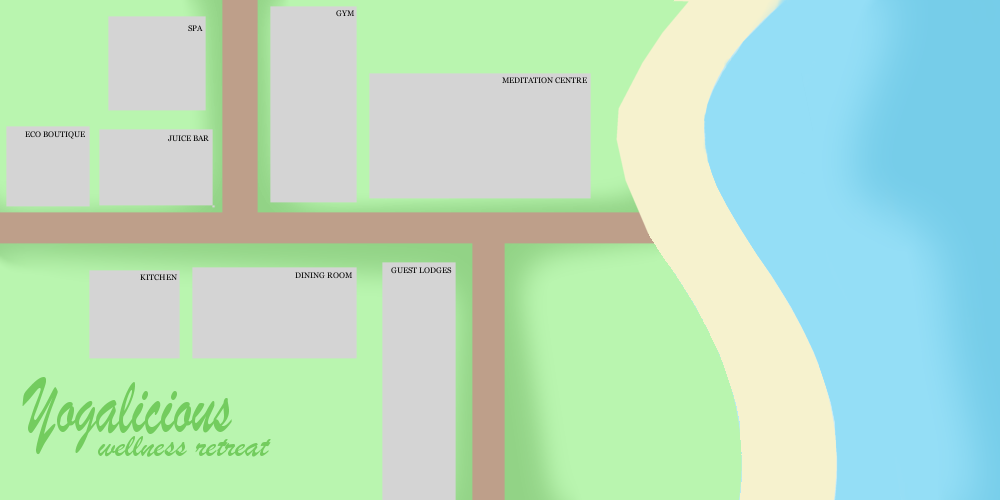 GYM
SPA
MEDITATION CENTRE
ECO BOUTIQUE
JUICE BAR
GUEST LODGES
KITCHEN
DINING ROOM
Yogalicious
wellness retreat